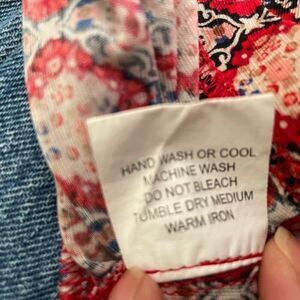 HAND WASH OR COOL
MACHINE WASH
DO NOT BLEACH
TUMBLE DRY MEDIUM
WARM IRON